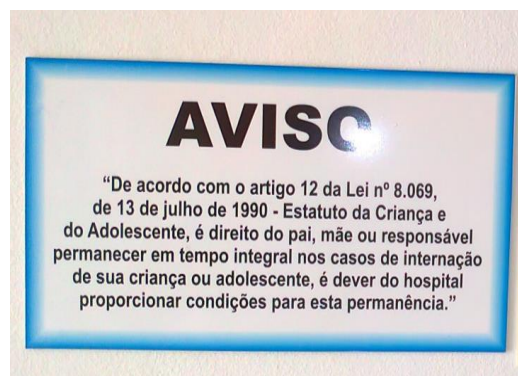 AVISO
“De acordo com o artigo 12 da Lei nº 8.069,
de 13 de julho de 1990 - Estatuto da Criança e
do Adolescente, é direito do pai, mãe ou responsável
permanecer em tempo integral nos casos de internação
de sua criança ou adolescente, é dever do hospital
proporcionar condições para esta permanência.”